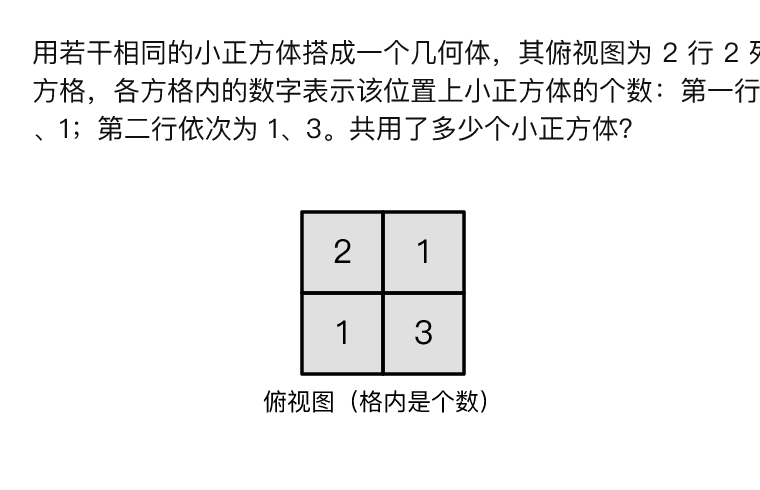 用若干相同的小正方体搭成一个几何体，其俯视图为 2 行 2
方格，各方格内的数字表示该位置上小正方体的个数：第一行
、1；第二行依次为 1、3。共用了多少个小正方体？
2 1
1 3
俯视图（格内是个数）